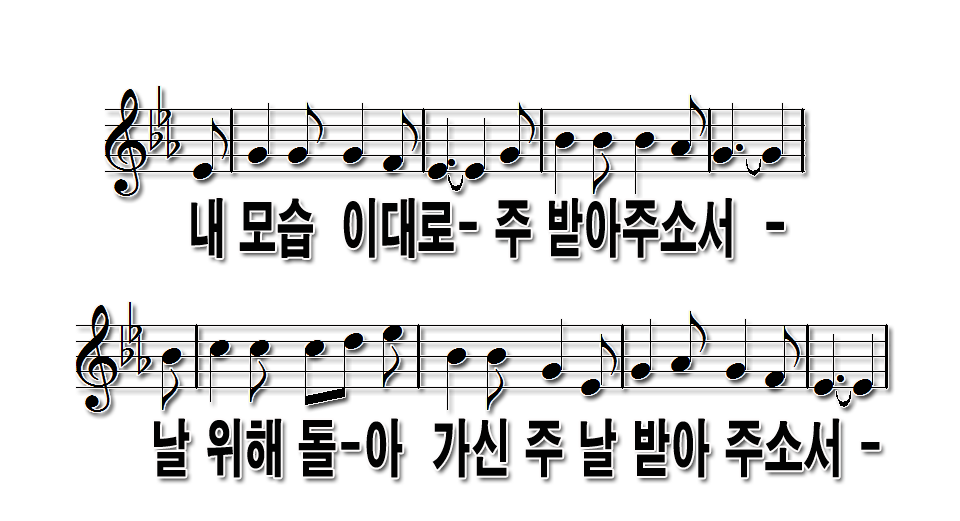 내 모습 이대로- 주 받아주소서 -
날 위해 돌-아 가신 주 날 받아 주소서 -